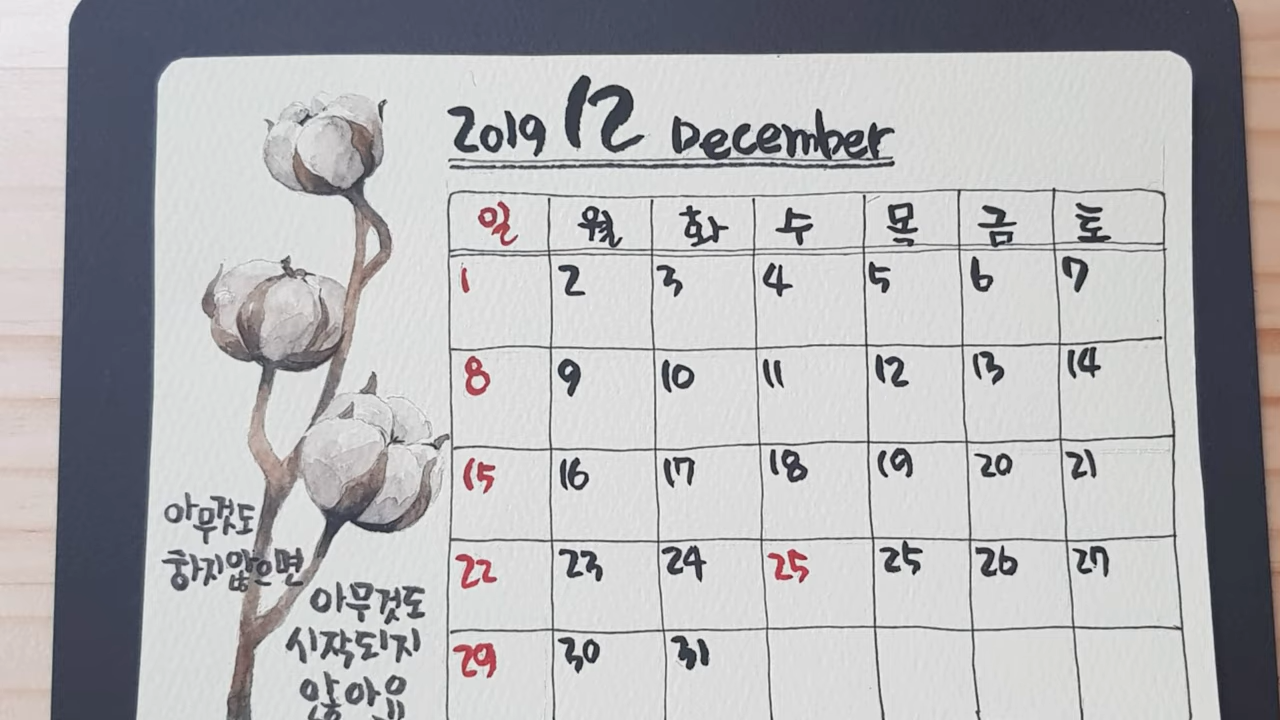 2019 12 December
일 월 화 수 목 금 토
1 2 3 4 5 6 7
8 9 10 11 12 13 14
15 16 17 18 19 20 21
22 23 24 25 25 26 27
29 30 31
아무것도
하지않으면
아무것도
시작되지
않아요